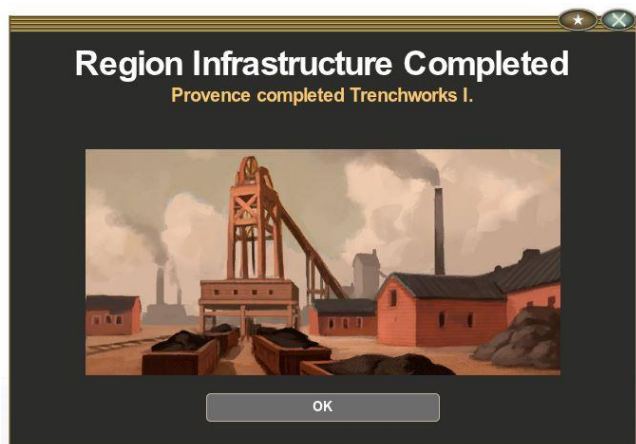 Region Infrastructure Completed
Provence completed Trenchworks I.
OK